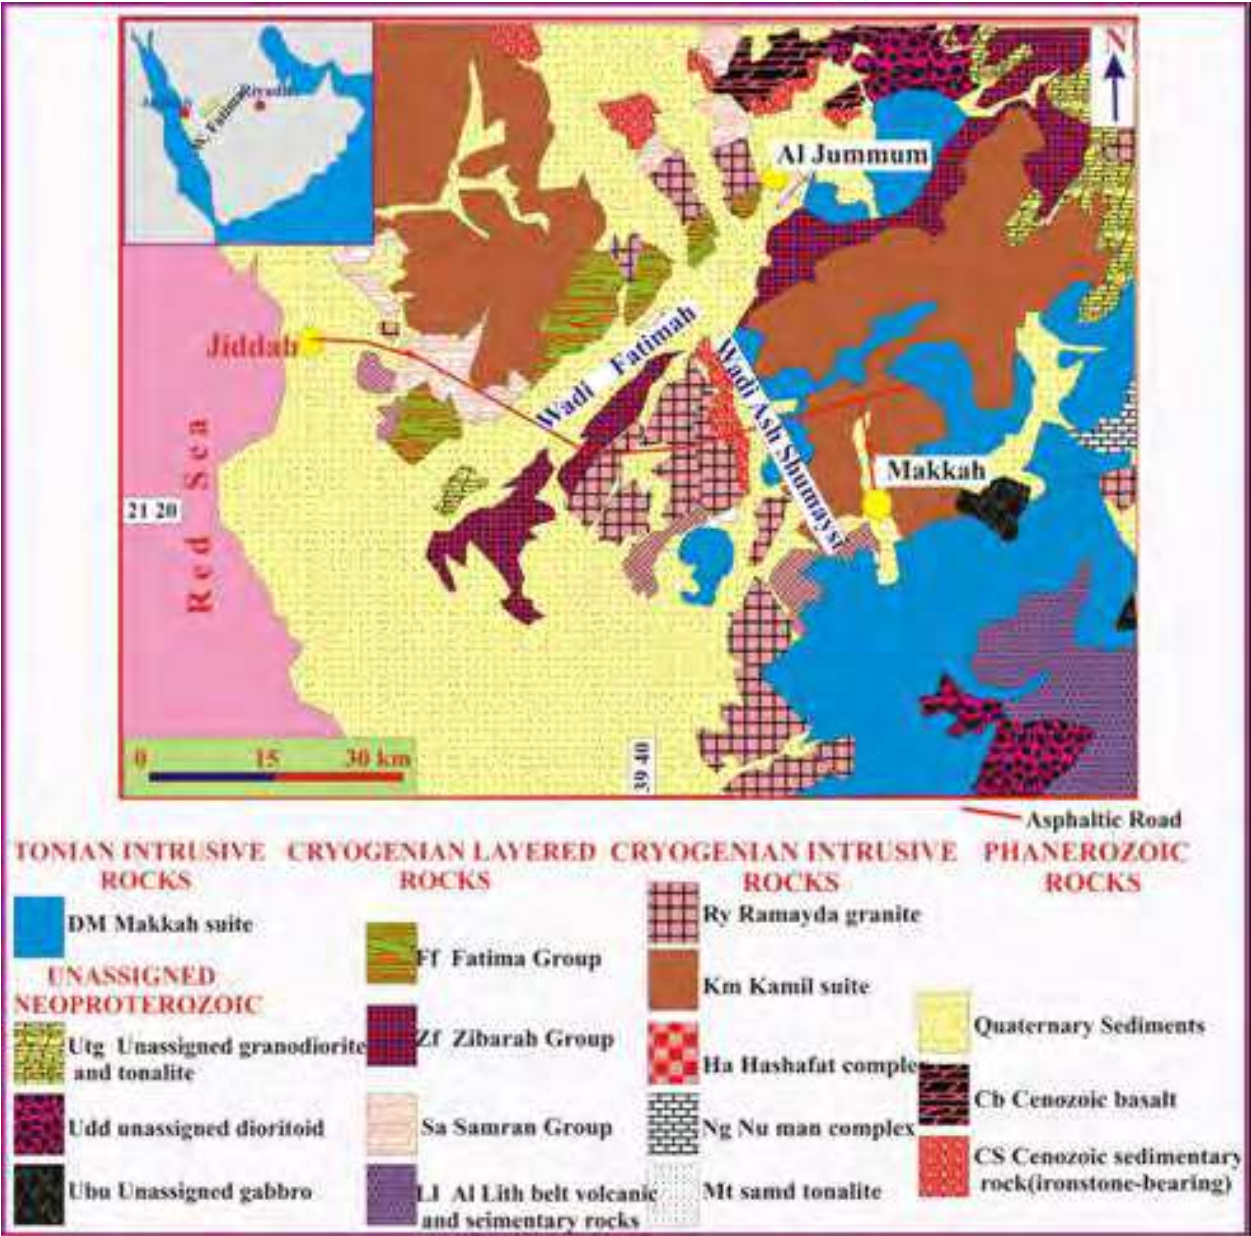 N
Riyadh
W. Fatima
Al Jummum
Jiddah
Wadi Fatimah
Wadi Ash Shumaysi
Makkah
Red Sea
21 20
39 40
0 15 30 km
Asphaltic Road
TONIAN INTRUSIVE
ROCKS
DM Makkah suite
UNASSIGNED
NEOPROTEROZOIC
Utg Unassigned granodiorite
and tonalite
Udd unassigned dioritoid
Ubu Unassigned gabbro
CRYOGENIAN LAYERED
ROCKS
Ff Fatima Group
Zf Zibarah Group
Sa Samran Group
Ll Al Lith belt volcanic
and seimentary rocks
CRYOGENIAN INTRUSIVE
ROCKS
Ry Ramayda granite
Km Kamil suite
Ha Hashafat comple
Ng Nu man complex
Mt samd tonalite
PHANEROZOIC
ROCKS
Quaternary Sediments
Cb Cenozoic basalt
CS Cenozoic sedimentary
rock(ironstone-bearing)